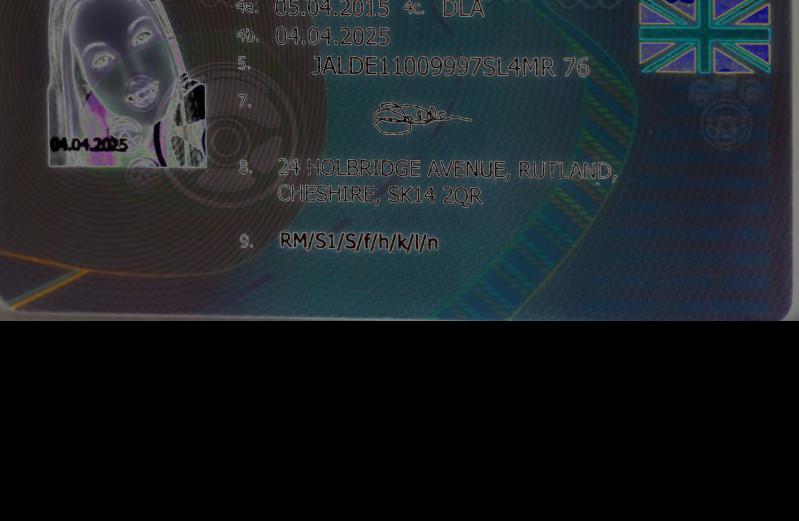 4a. 05.04.2015 4c. DLA
4b. 04.04.2025
5. JALDE11009997SL4MR 76
7.
04.04.2025
8. 24 HOLBRIDGE AVENUE, RUTLAND,
CHESHIRE, SK14 2QR
9. RM/S1/S/f/h/k/l/n